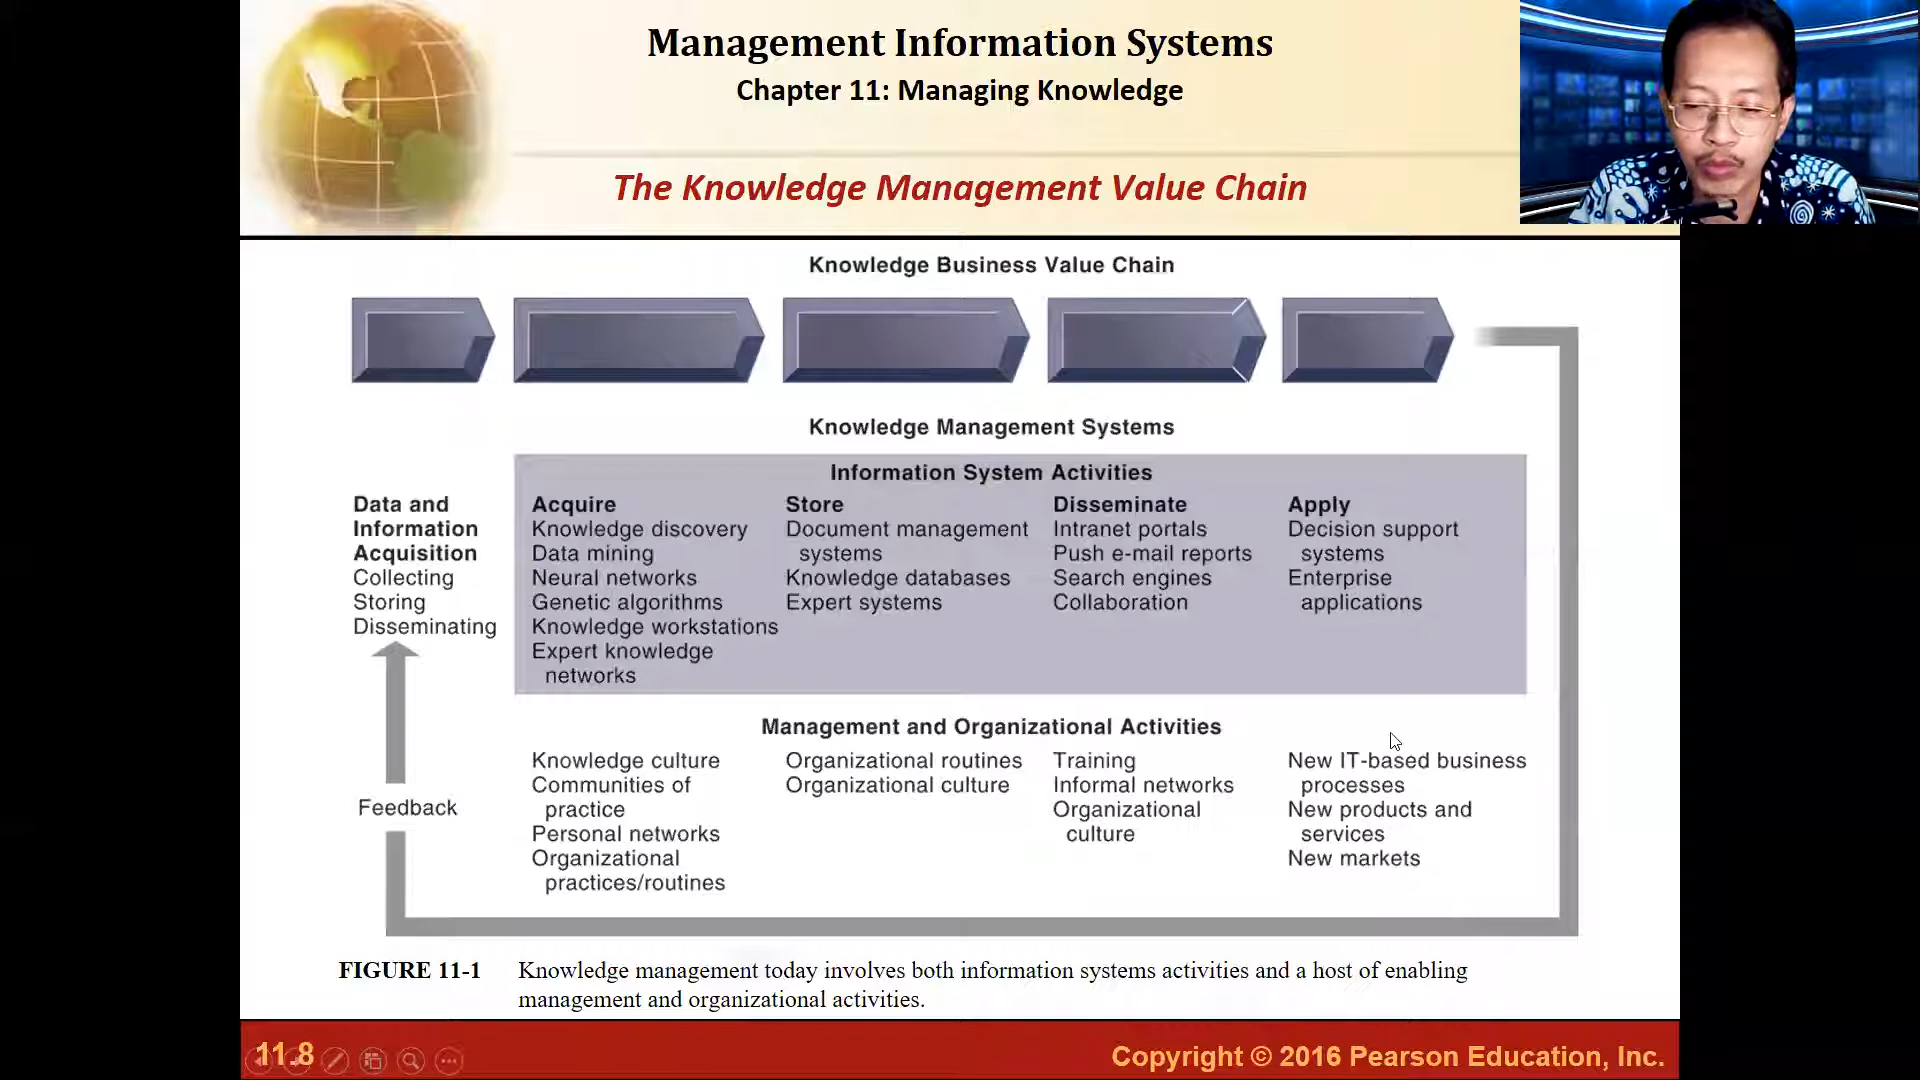 Management Information Systems
Chapter 11: Managing Knowledge
The Knowledge Management Value Chain
Knowledge Business Value Chain
Knowledge Management Systems
Information System Activities
Data and
Information
Acquisition
Collecting
Storing
Disseminating
Acquire
Knowledge discovery
Data mining
Neural networks
Genetic algorithms
Knowledge workstations
Expert knowledge
networks
Store
Document management
systems
Knowledge databases
Expert systems
Disseminate
Intranet portals
Push e-mail reports
Search engines
Collaboration
Apply
Decision support
systems
Enterprise
applications
Management and Organizational Activities
Feedback
Knowledge culture
Communities of
practice
Personal networks
Organizational
practices/routines
Organizational routines
Organizational culture
Training
Informal networks
Organizational
culture
New IT-based business
processes
New products and
services
New markets
FIGURE 11-1 Knowledge management today involves both information systems activities and a host of enabling
management and organizational activities.
11.8
Copyright © 2016 Pearson Education, Inc.